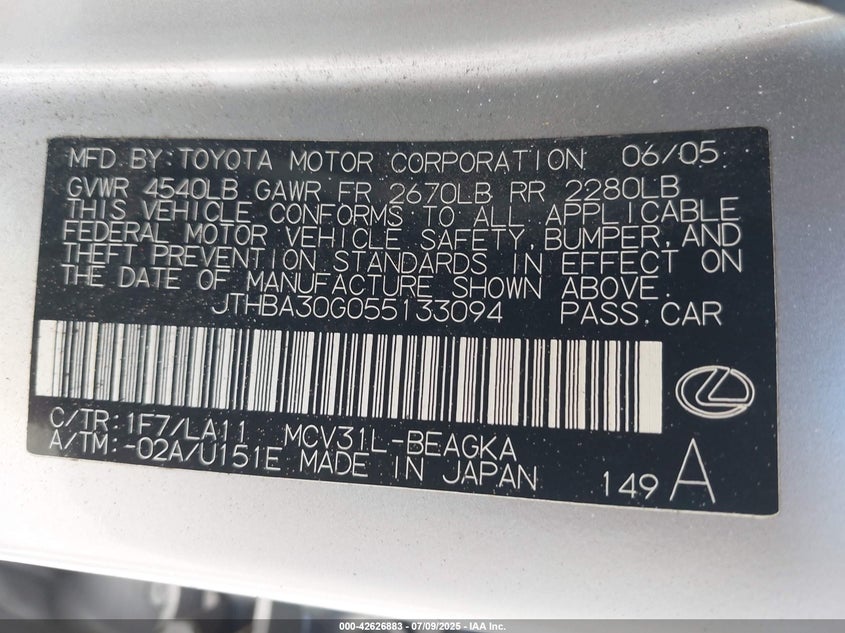 MFD. BY: TOYOTA MOTOR CORPORATION 06/05
GVWR 4540LB GAWR FR 2670LB RR 2280LB
THIS VEHICLE CONFORMS TO ALL APPLICABLE
FEDERAL MOTOR VEHICLE SAFETY, BUMPER, AND
THEFT PREVENTION STANDARDS IN EFFECT ON
THE DATE OF MANUFACTURE SHOWN ABOVE.
JTHBA30G055133094 PASS. CAR
C/TR: 1F7/LA11 MCV31L-BEAGKA
A/TM: -02A/U151E MADE IN JAPAN
149 A
000-42626883 - 07/09/2025 - IAA Inc.